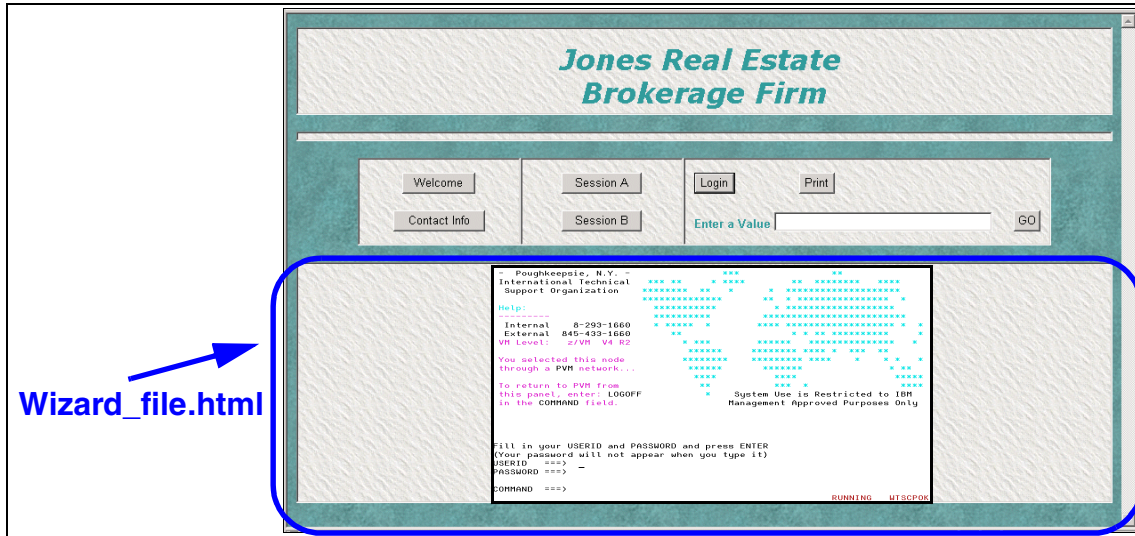 Jones Real Estate
Brokerage Firm
Welcome
Session A
Login
Print
Contact Info
Session B
Enter a Value
GO
Wizard_file.html
- Poughkeepsie, N.Y. -
International Technical
Support Organization
Help:
---------
Internal 8-293-1660
External 845-433-1660
VM Level: z/VM V4 R2
You selected this node
through a PVM network...
To return to PVM from
this panel, enter: LOGOFF
in the COMMAND field.
System Use is Restricted to IBM
Management Approved Purposes Only
Fill in your USERID and PASSWORD and press ENTER
(Your password will not appear when you type it)
USERID ===> _
PASSWORD ===>
COMMAND ===>
RUNNING WTSCPOK